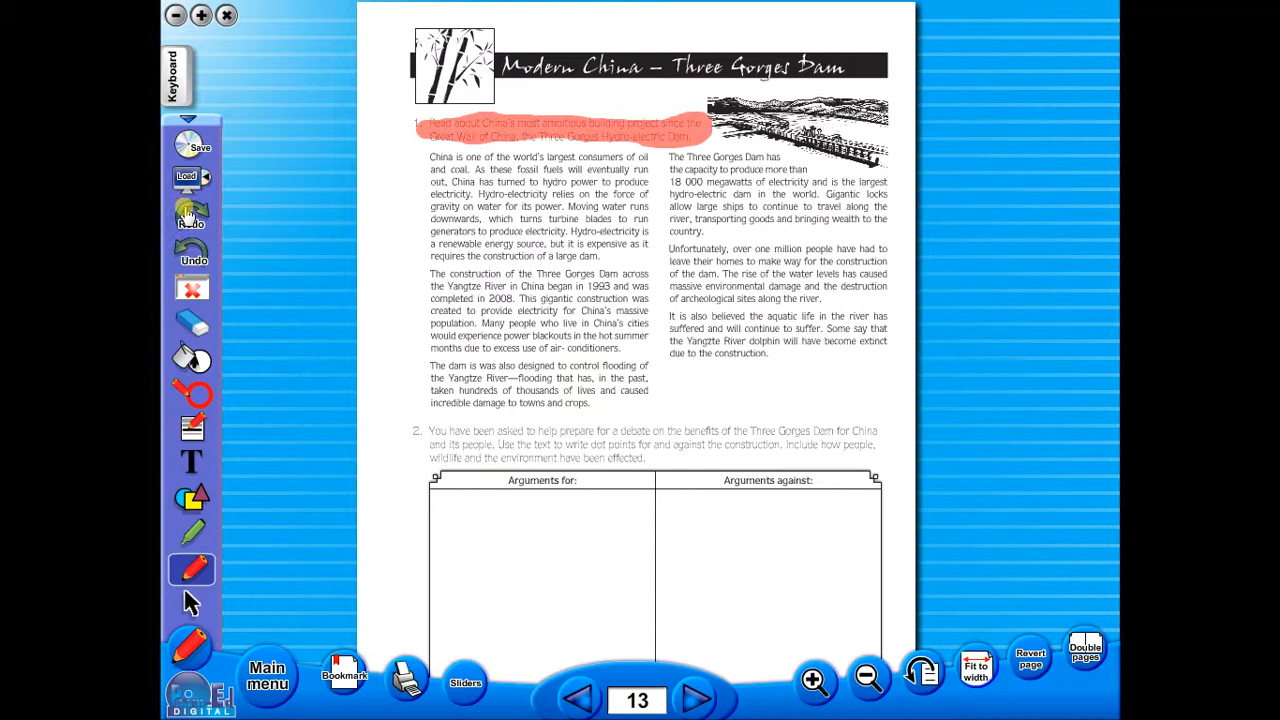 Keyboard
Save
Load
Redo
Undo
T
Modern China – Three Gorges Dam
1. Read about China's most ambitious building project since the
Great Wall of China, the Three Gorges Hydro-electric Dam.
China is one of the world's largest consumers of oil
and coal. As these fossil fuels will eventually run
out, China has turned to hydro power to produce
electricity. Hydro-electricity relies on the force of
gravity on water for its power. Moving water runs
downwards, which turns turbine blades to run
generators to produce electricity. Hydro-electricity is
a renewable energy source, but it is expensive as it
requires the construction of a large dam.
The construction of the Three Gorges Dam across
the Yangtze River in China began in 1993 and was
completed in 2008. This gigantic construction was
created to provide electricity for China's massive
population. Many people who live in China's cities
would experience power blackouts in the hot summer
months due to excess use of air- conditioners.
The dam is was also designed to control flooding of
the Yangtze River—flooding that has, in the past,
taken hundreds of thousands of lives and caused
incredible damage to towns and crops.
The Three Gorges Dam has
the capacity to produce more than
18 000 megawatts of electricity and is the largest
hydro-electric dam in the world. Gigantic locks
allow large ships to continue to travel along the
river, transporting goods and bringing wealth to the
country.
Unfortunately, over one million people have had to
leave their homes to make way for the construction
of the dam. The rise of the water levels has caused
massive environmental damage and the destruction
of archeological sites along the river.
It is also believed the aquatic life in the river has
suffered and will continue to suffer. Some say that
the Yangzte River dolphin will have become extinct
due to the construction.
2. You have been asked to help prepare for a debate on the benefits of the Three Gorges Dam for China
and its people. Use the text to write dot points for and against the construction. Include how people,
wildlife and the environment have been effected.
Arguments for:
Arguments against:
Main
menu
Bookmark
Sliders
13
Fit to
width
Revert
page
Double
pages
DIGITAL